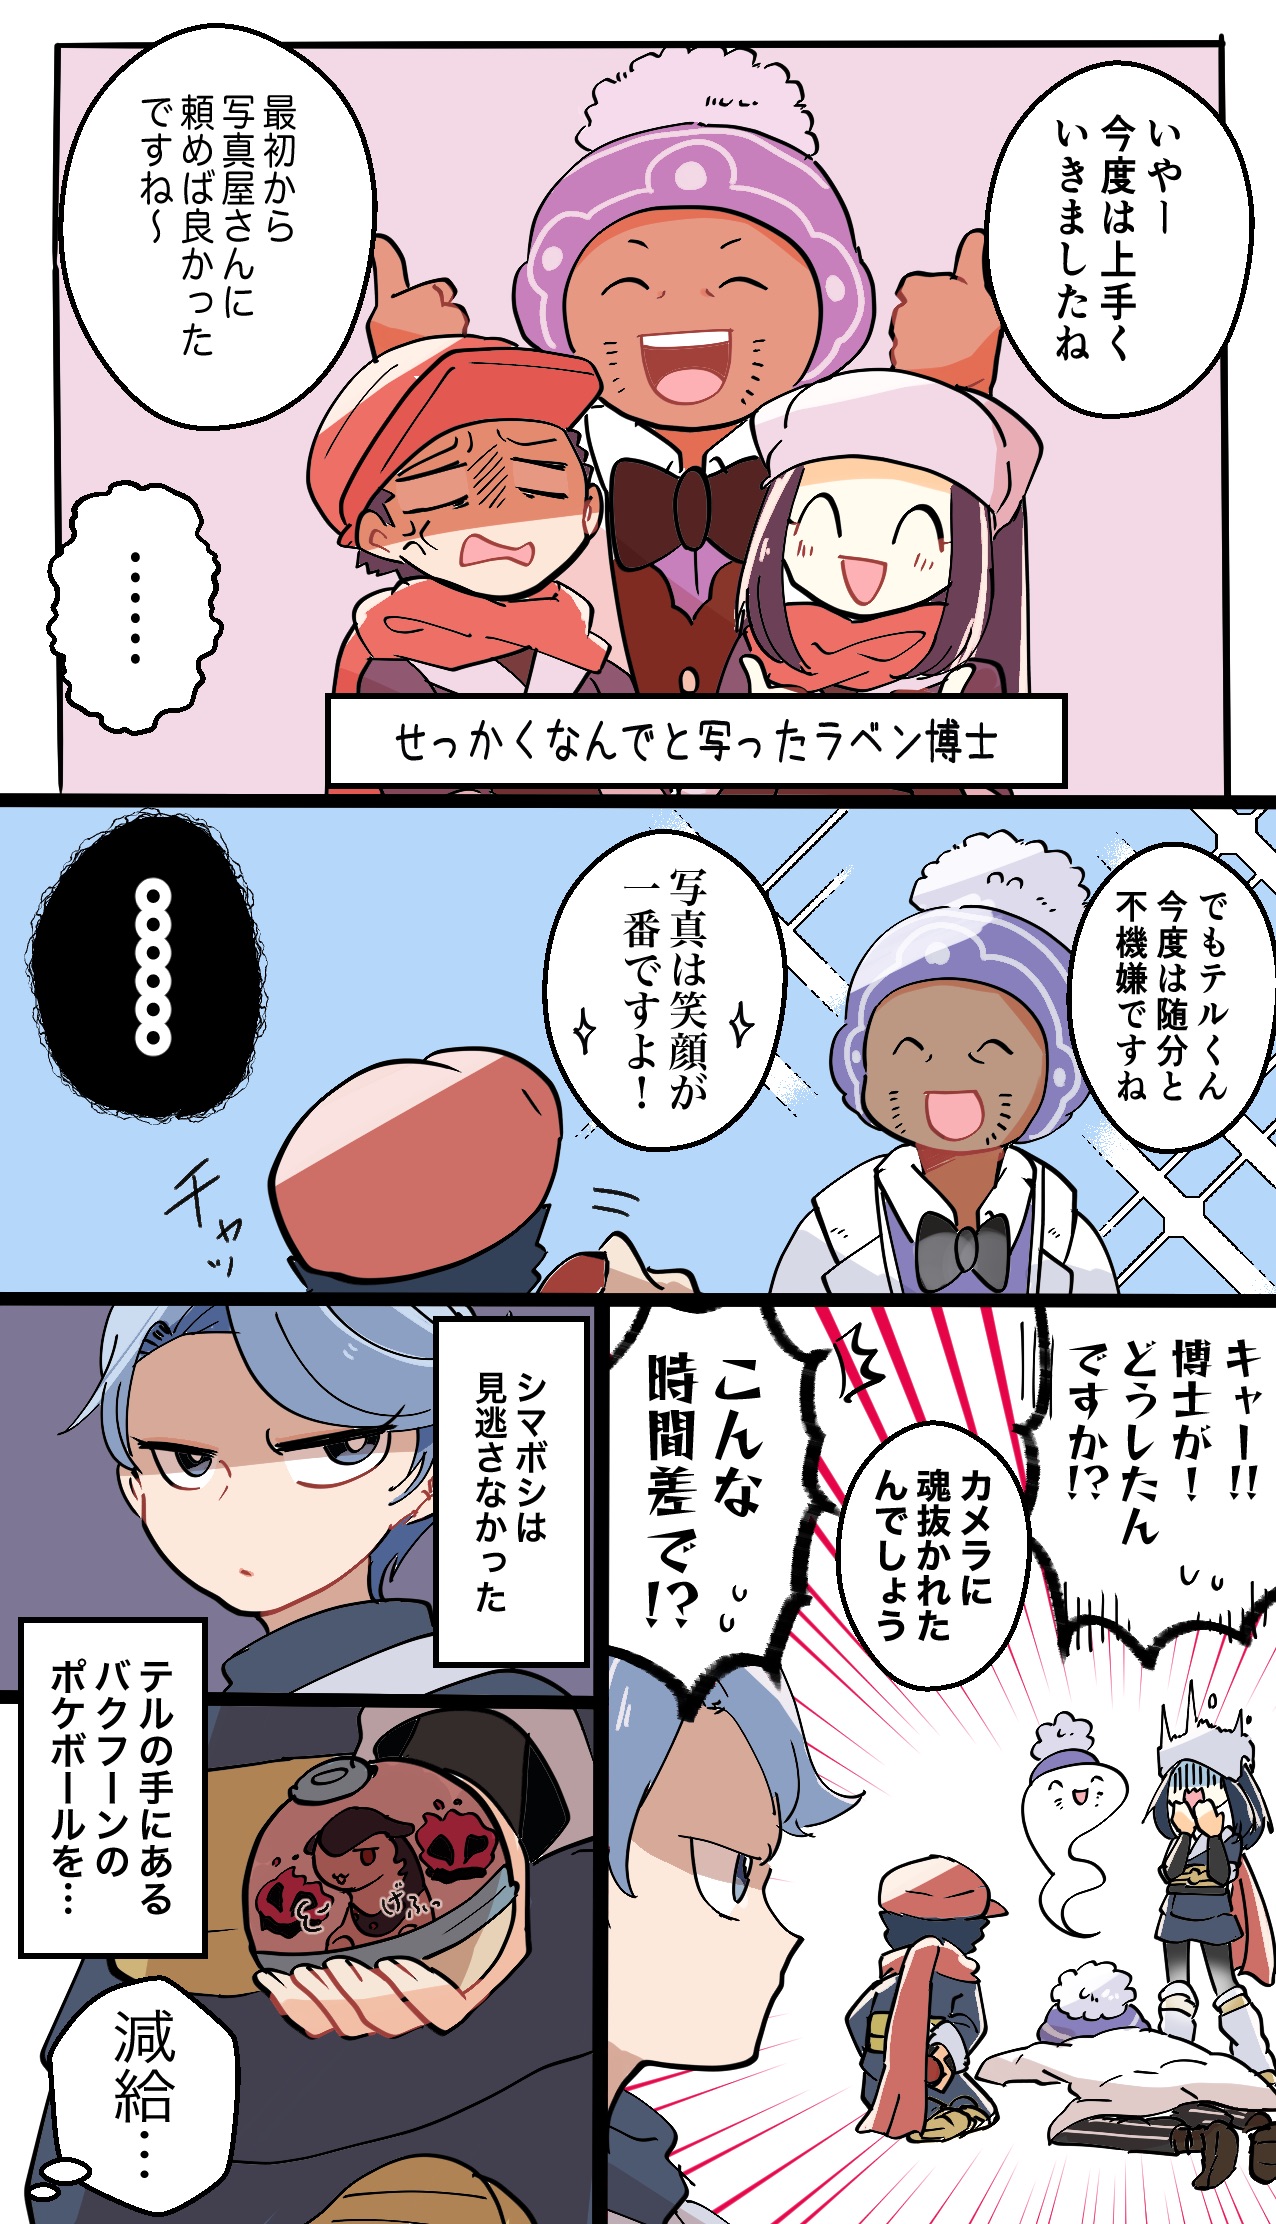 いやー
今度は上手く
いきましたね
最初から
写真屋さんに
頼めば良かった
ですね～
……
せっかくなんでと写ったラベン博士
でもテルくん
今度は随分と
不機嫌ですね
写真は笑顔が
一番ですよ！
チャッ
キャー!!
博士が！
どうしたん
ですか!?
カメラに
魂抜かれた
んでしょう
こんな
時間差で!?
シマボシは
見逃さなかった
テルの手にある
バクフーンの
ポケボールを…
げふっ
減給…